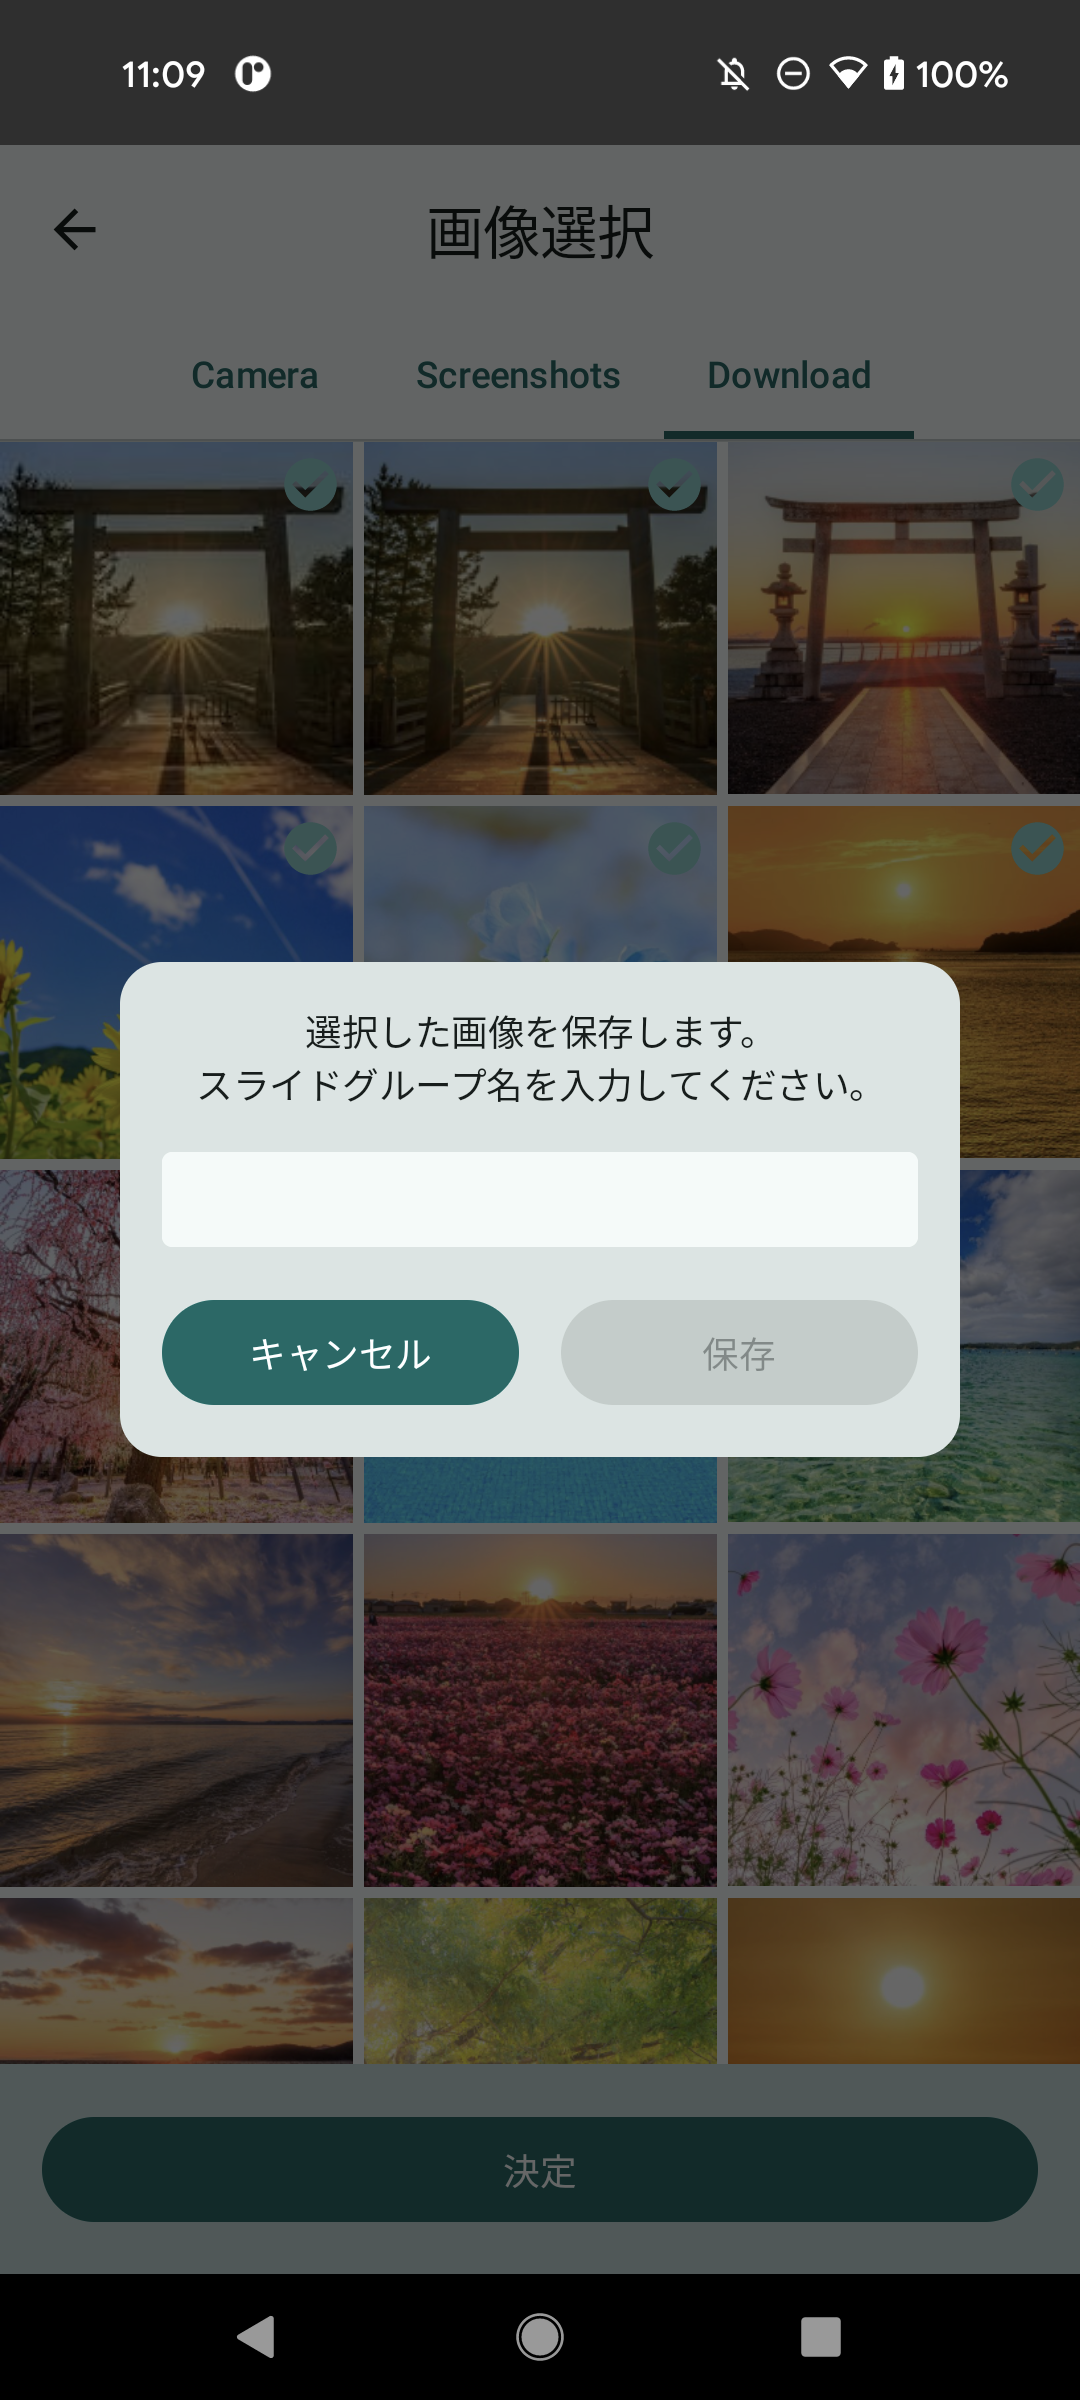 11:09
100%
画像選択
Camera
Screenshots
Download
選択した画像を保存します。
スライドグループ名を入力してください。
キャンセル
保存
決定